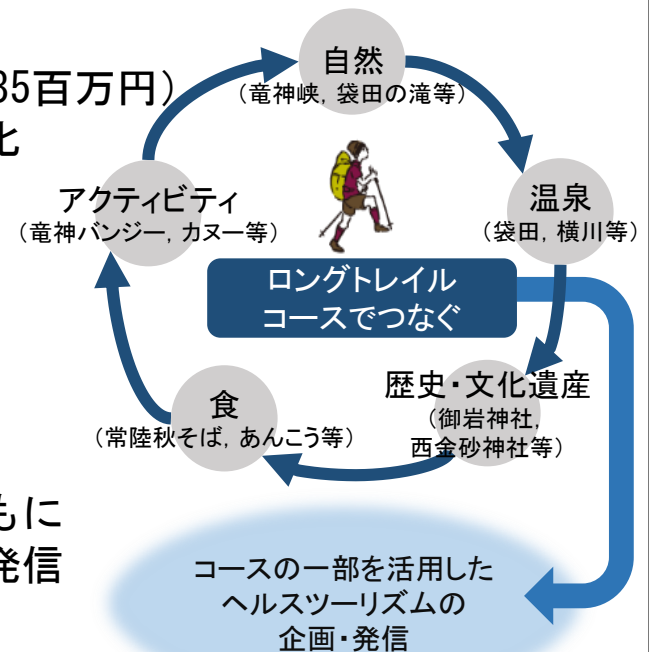 35百万円)
化
自然
(竜神峡, 袋田の滝等)
アクティビティ
(竜神バンジー, カヌー等)
温泉
(袋田, 横川等)
ロングトレイル
コースでつなぐ
歴史・文化遺産
(御岩神社,
西金砂神社等)
食
(常陸秋そば, あんこう等)
もに
発信
コースの一部を活用した
ヘルスツーリズムの
企画・発信